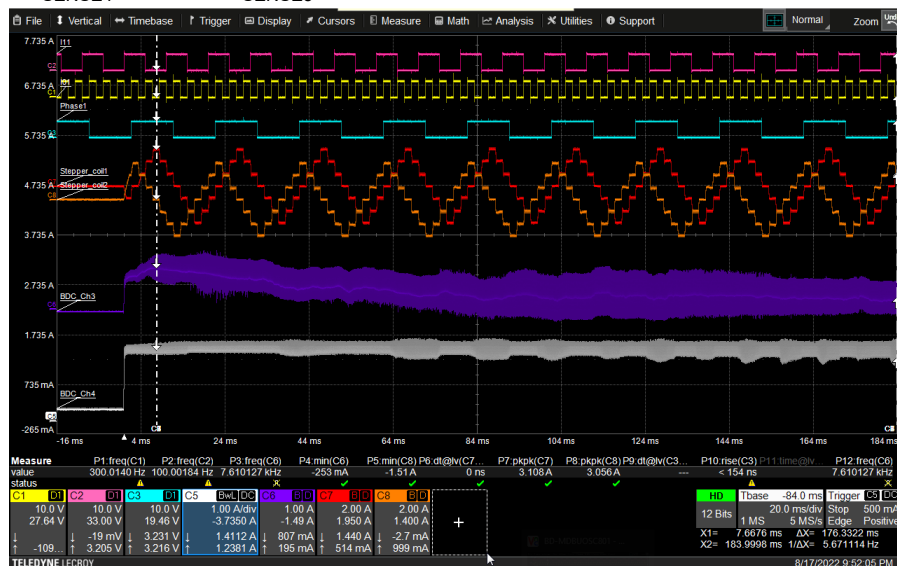 File Vertical Timebase Trigger Display Cursors Measure Math Analysis Utilities Support Normal Zoom Und
7.735 A I11
C2
6.735 A
C1
Phase1
5.735 A
C3
Stepper_coil1
4.735 A Stepper_coil2
C8
3.735 A
2.735 A
BDC_Ch3
C6
1.735 A
735 mA
BDC_Ch4
C5
-265 mA
-16 ms 4 ms 24 ms 44 ms 64 ms 84 ms 104 ms 124 ms 144 ms 164 ms 184 ms
Measure P1:freq(C1) P2:freq(C2) P3:freq(C6) P4:min(C6) P5:min(C8) P6:dt@lv(C7... P7:pkpk(C7) P8:pkpk(C8) P9:dt@lv(C3... P10:rise(C3) P11:time@lv... P12:freq(C6)
value 300.0140 Hz 100.00184 Hz 7.610127 kHz -253 mA -1.51 A 0 ns 3.108 A 3.056 A --- < 154 ns 7.610127 kHz
status
C1 D1 C2 D1 C3 D1 C5 BwL DC C6 B D C7 B D C8 B D HD Tbase -84.0 ms Trigger C5 DC
10.0 V 10.0 V 10.0 V 1.00 A/div 1.00 A 2.00 A 2.00 A 12 Bits 20.0 ms/div Stop 500 mA
27.64 V 33.00 V 19.46 V -3.7350 A -1.49 A 1.950 A 1.400 A + 1 MS 5 MS/s Edge Positive
↓ ↓ -19 mV ↓ 3.231 V ↓ 1.4112 A ↓ 807 mA ↓ 1.440 A ↓ -2.7 mA X1= 7.6676 ms ΔX= 176.3322 ms
↑ -109... ↑ 3.205 V ↑ 3.216 V ↑ 1.2381 A ↑ 195 mA ↑ 514 mA ↑ 999 mA X2= 183.9998 ms 1/ΔX= 5.671114 Hz
TELEDYNE LECROY 8/17/2022 9:52:05 PM